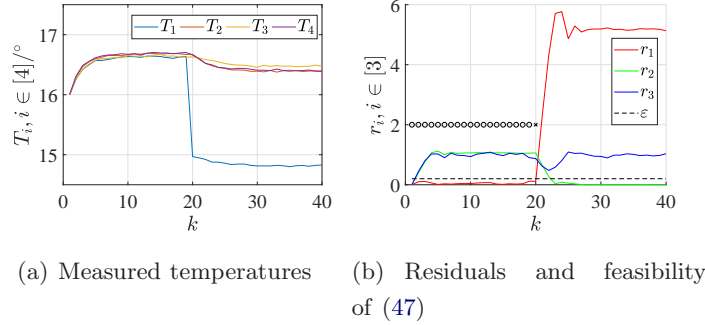 T₁ T₂ T₃ T₄
17
16
15
0 10 20 30 40
k
Tᵢ, i ∈ [4]/°
6
4
2
0
0 10 20 30 40
k
rᵢ, i ∈ [3]
r₁
r₂
r₃
ε
(a) Measured temperatures
(b) Residuals and feasibility
of (47)